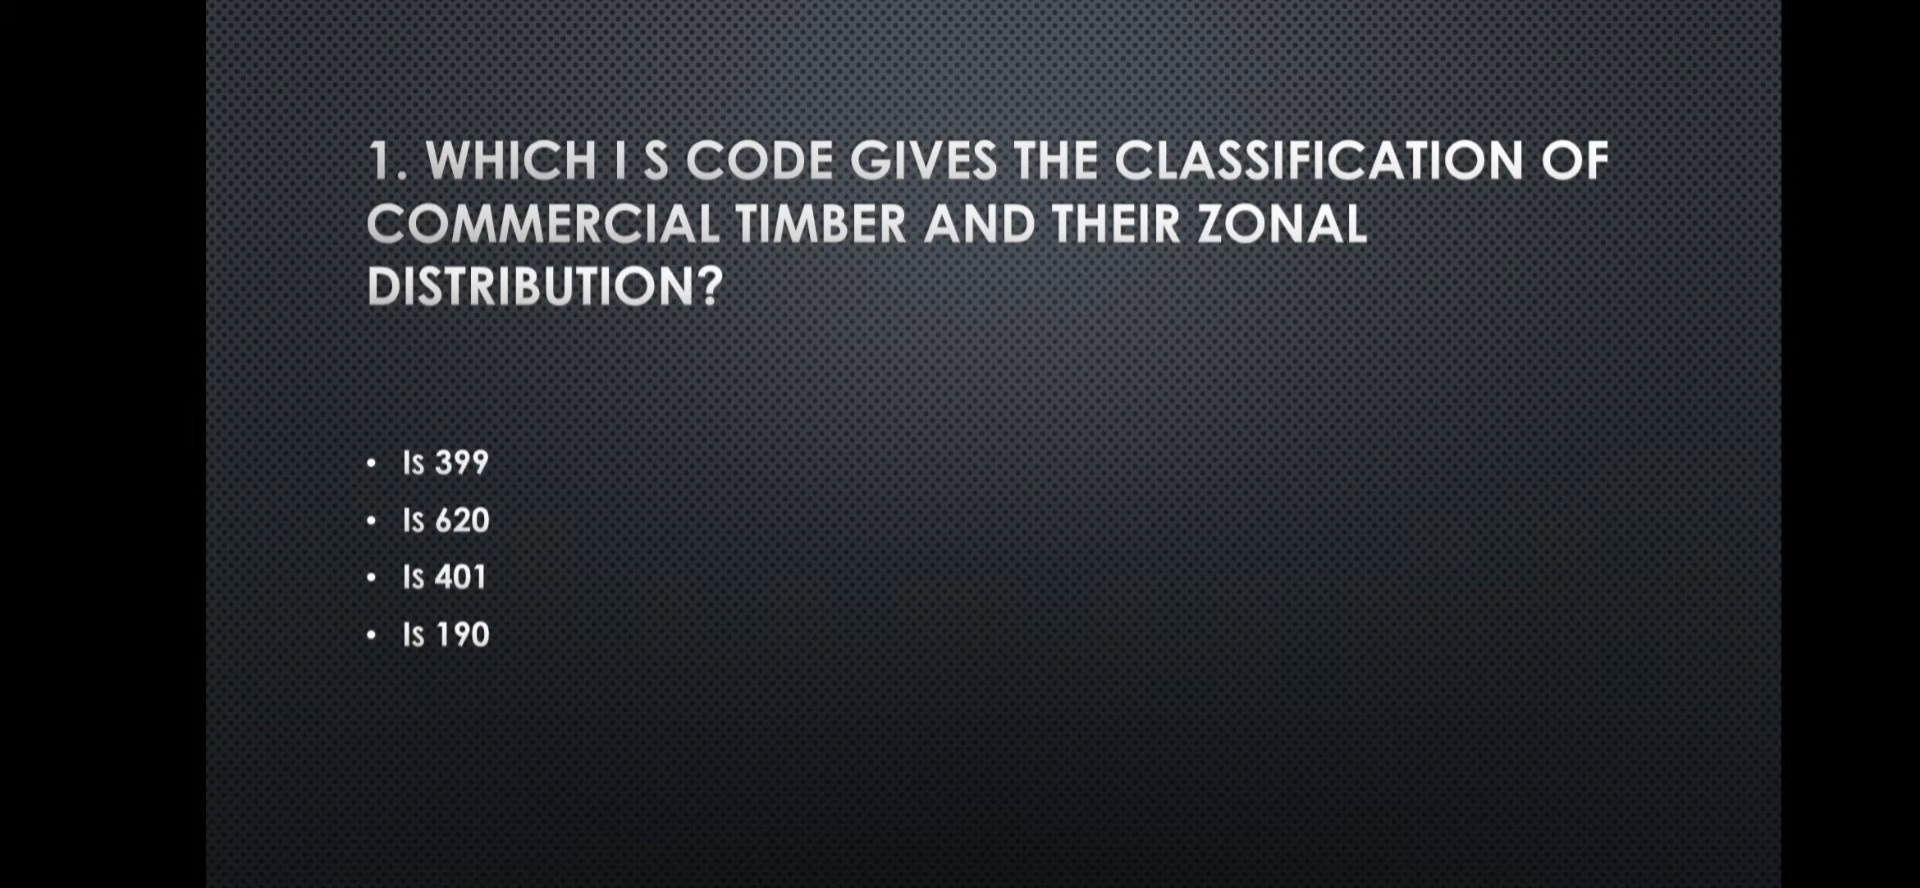 1. WHICH I S CODE GIVES THE CLASSIFICATION OF
COMMERCIAL TIMBER AND THEIR ZONAL
DISTRIBUTION?
• Is 399
• Is 620
• Is 401
• Is 190